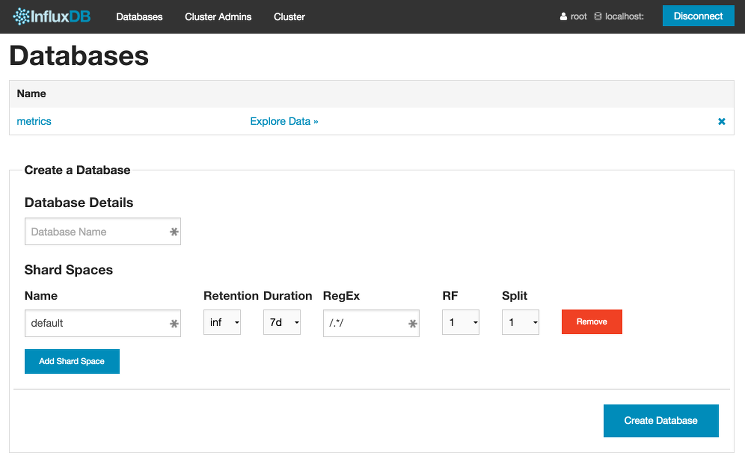 InfluxDB Databases Cluster Admins Cluster root localhost: Disconnect
Databases
Name
metrics Explore Data »
Create a Database
Database Details
Database Name
Shard Spaces
Name Retention Duration RegEx RF Split
default inf 7d /.*/ 1 1 Remove
Add Shard Space
Create Database